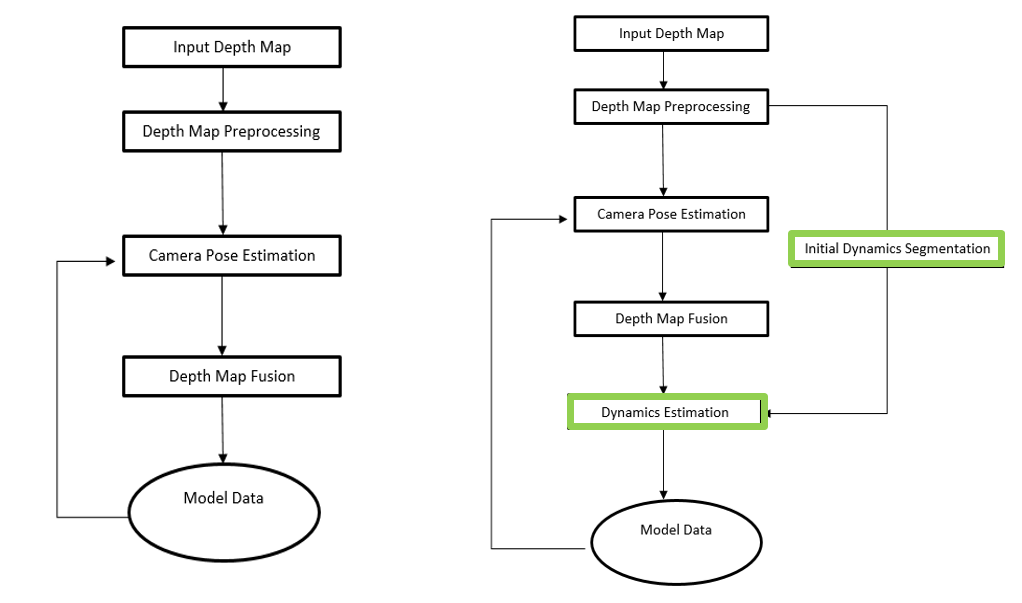 Input Depth Map
Depth Map Preprocessing
Camera Pose Estimation
Depth Map Fusion
Model Data
Input Depth Map
Depth Map Preprocessing
Camera Pose Estimation
Initial Dynamics Segmentation
Depth Map Fusion
Dynamics Estimation
Model Data